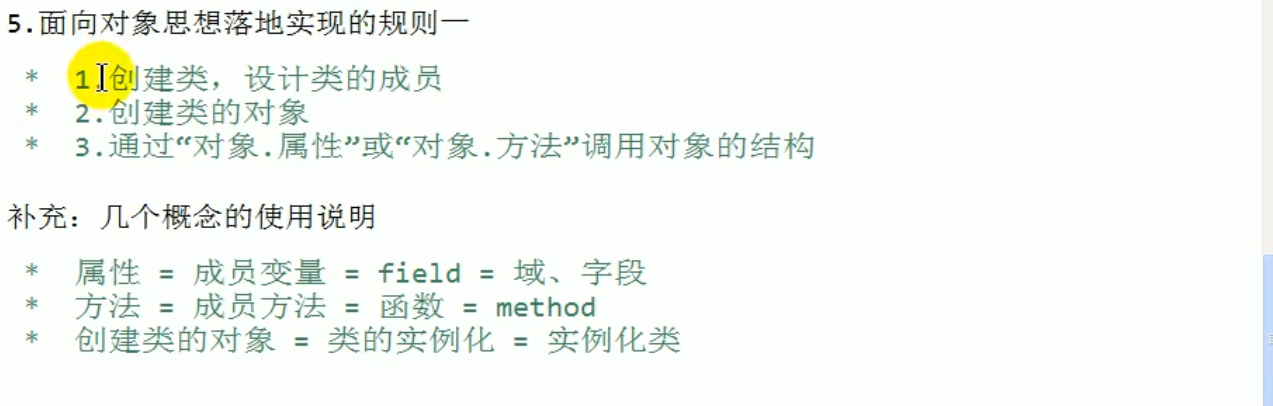 5.面向对象思想落地实现的规则一
* 1.创建类，设计类的成员
* 2.创建类的对象
* 3.通过“对象.属性”或“对象.方法”调用对象的结构
补充：几个概念的使用说明
* 属性 = 成员变量 = field = 域、字段
* 方法 = 成员方法 = 函数 = method
* 创建类的对象 = 类的实例化 = 实例化类